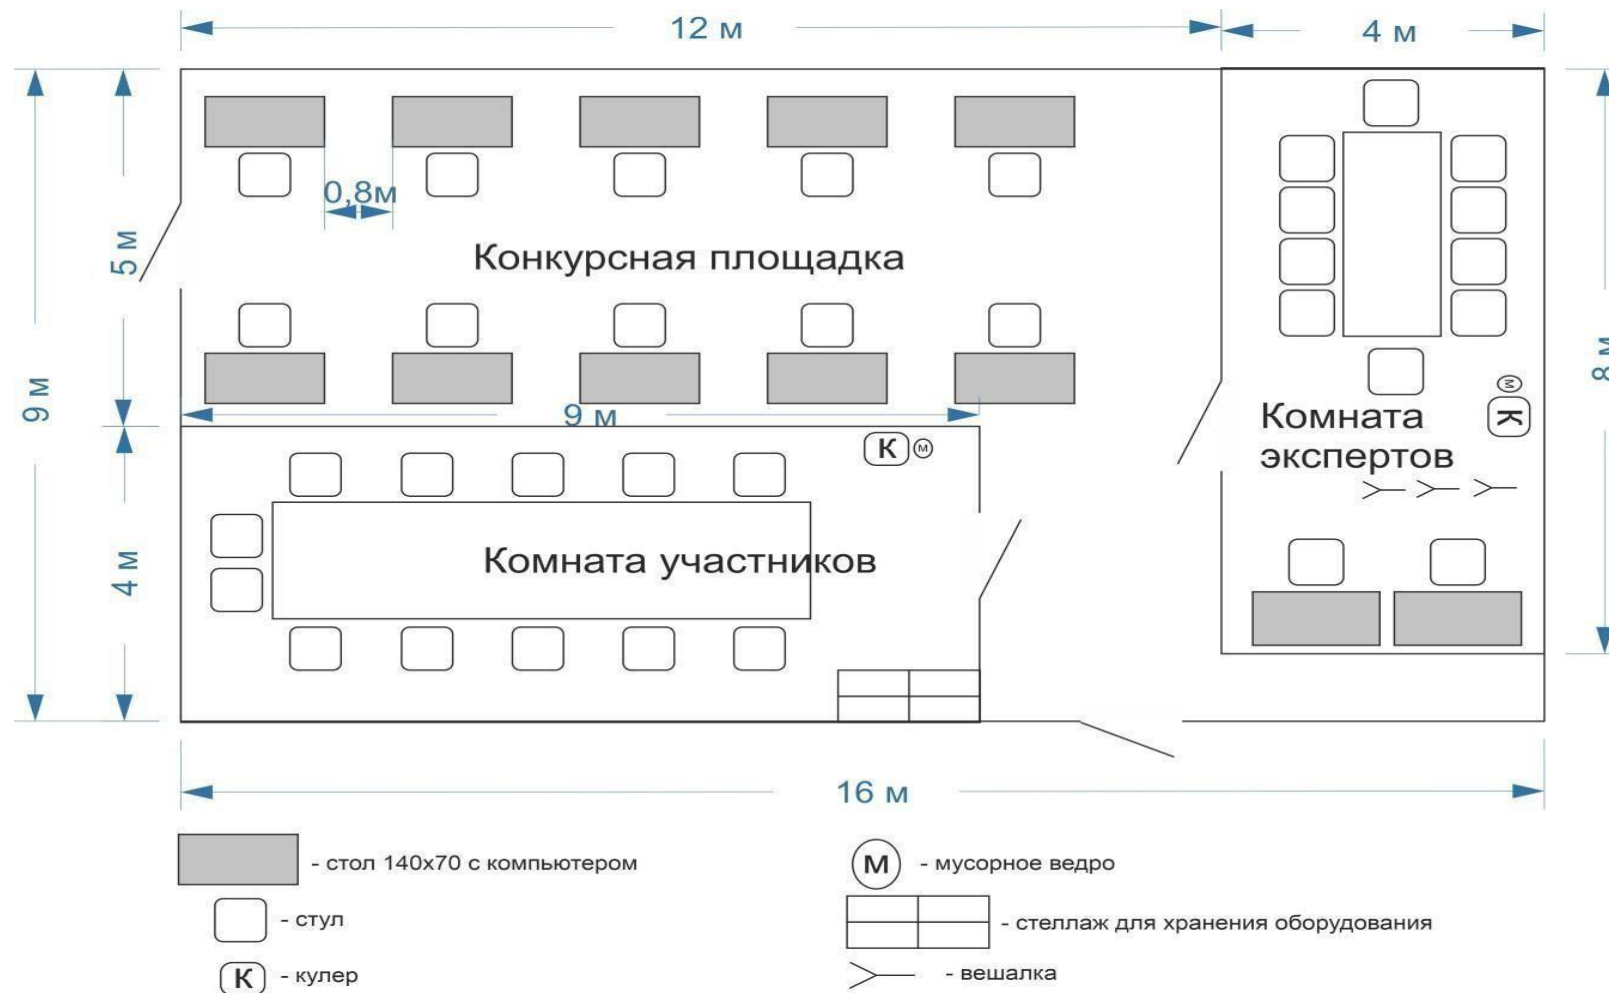 12 м
4 м
0,8м
5 м
Конкурсная площадка
9 м
8 м
9 м
К м
Комната
экспертов
м
К
4 м
Комната участников
16 м
- стол 140х70 с компьютером
М - мусорное ведро
- стул
- стеллаж для хранения оборудования
К - кулер
- вешалка